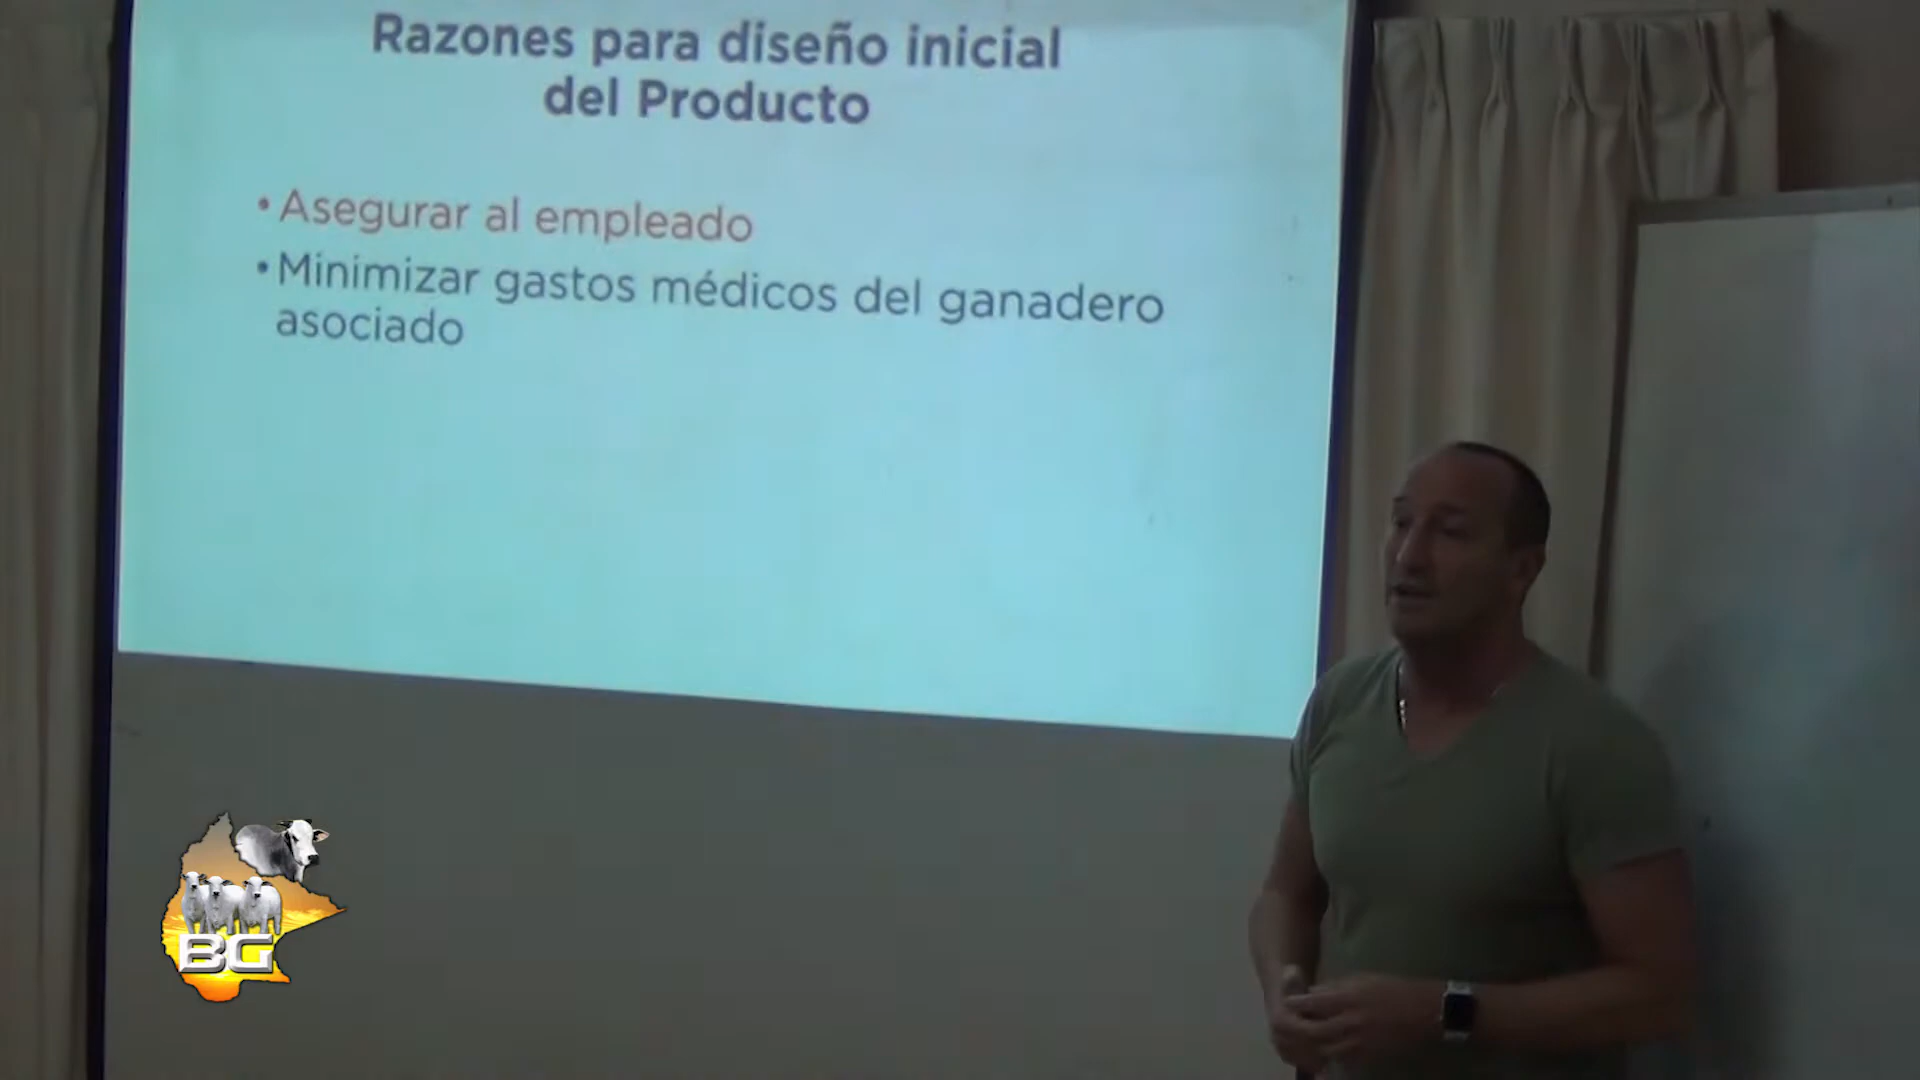 Razones para diseño inicial
del Producto
• Asegurar al empleado
• Minimizar gastos médicos del ganadero
asociado
BG